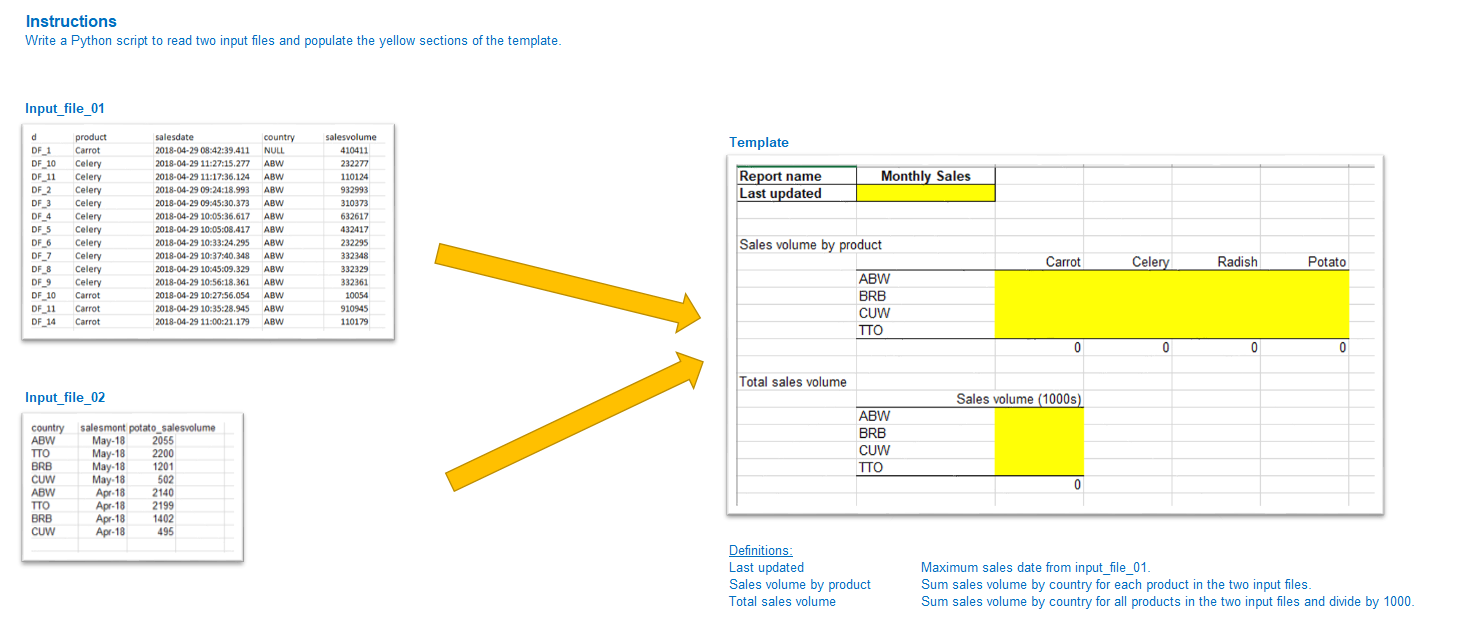 Instructions
Write a Python script to read two input files and populate the yellow sections of the template.
Input_file_01
d product salesdate country salesvolume
DF_1 Carrot 2018-04-29 08:42:39.411 NULL 410411
DF_10 Celery 2018-04-29 11:27:15.277 ABW 232277
DF_11 Celery 2018-04-29 11:17:36.124 ABW 110124
DF_2 Celery 2018-04-29 09:24:18.993 ABW 932993
DF_3 Celery 2018-04-29 09:45:30.373 ABW 310373
DF_4 Celery 2018-04-29 10:05:36.617 ABW 632617
DF_5 Celery 2018-04-29 10:05:08.417 ABW 432417
DF_6 Celery 2018-04-29 10:33:24.295 ABW 232295
DF_7 Celery 2018-04-29 10:37:40.348 ABW 332348
DF_8 Celery 2018-04-29 10:45:09.329 ABW 332329
DF_9 Celery 2018-04-29 10:56:18.361 ABW 332361
DF_10 Carrot 2018-04-29 10:27:56.054 ABW 10054
DF_11 Carrot 2018-04-29 10:35:28.945 ABW 910945
DF_14 Carrot 2018-04-29 11:00:21.179 ABW 110179
Input_file_02
country salesmont potato_salesvolume
ABW May-18 2055
TTO May-18 2200
BRB May-18 1201
CUW May-18 502
ABW Apr-18 2140
TTO Apr-18 2199
BRB Apr-18 1402
CUW Apr-18 495
Template
Report name Monthly Sales
Last updated
Sales volume by product
Carrot Celery Radish Potato
ABW
BRB
CUW
TTO
0 0 0 0
Total sales volume
Sales volume (1000s)
ABW
BRB
CUW
TTO
0
Definitions:
Last updated Maximum sales date from input_file_01.
Sales volume by product Sum sales volume by country for each product in the two input files.
Total sales volume Sum sales volume by country for all products in the two input files and divide by 1000.